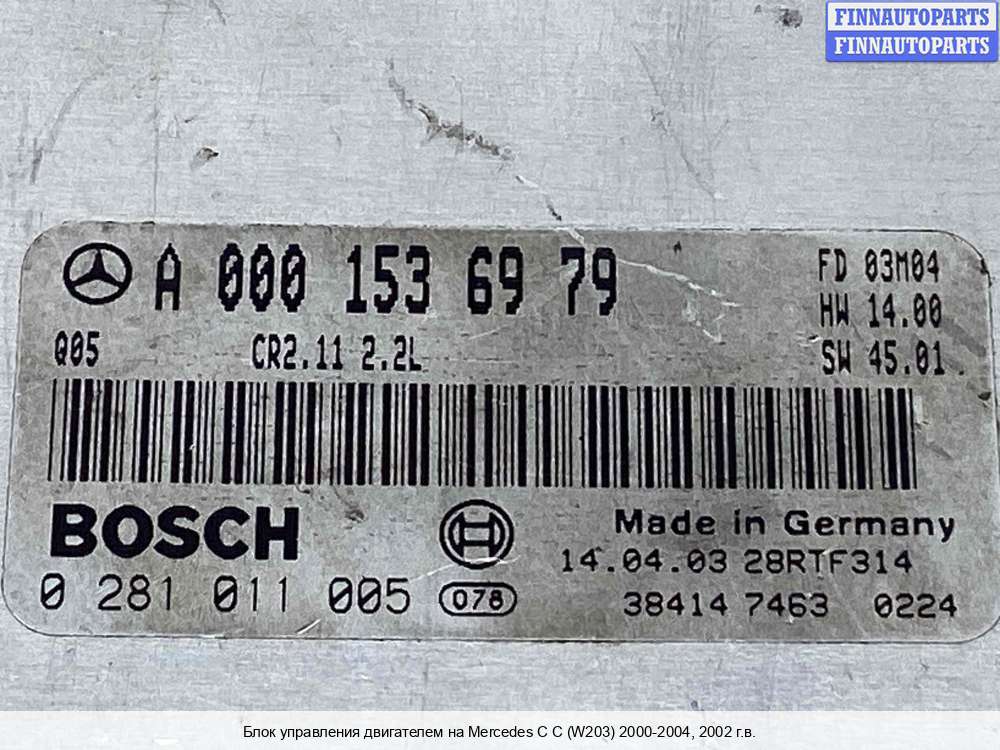 FINNAUTOPARTS
FINNAUTOPARTS
A 000 153 69 79
FD 03M04
HW 14.00
Q05 CR2.11 2.2L
SW 45.01
BOSCH
Made in Germany
14.04.03 28RTF314
0 281 011 005 078
38414 7463 0224
Блок управления двигателем на Mercedes C C (W203) 2000-2004, 2002 г.в.